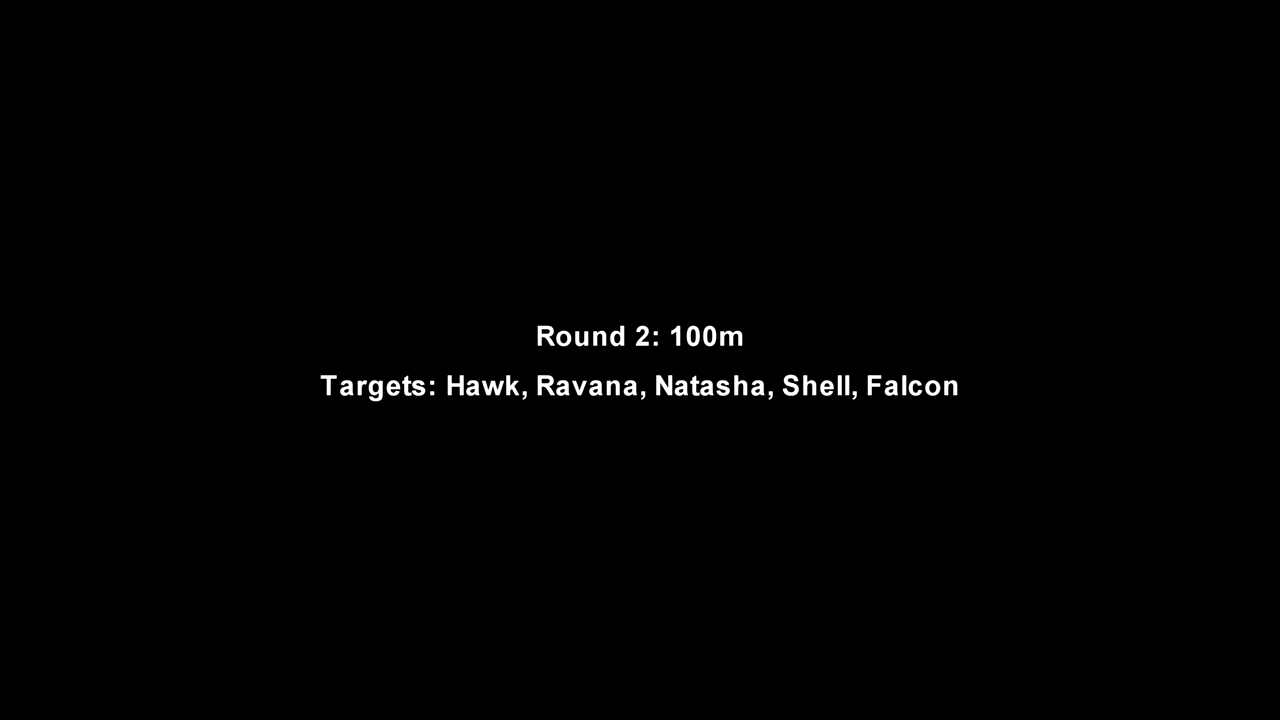 Round 2: 100m
Targets: Hawk, Ravana, Natasha, Shell, Falcon